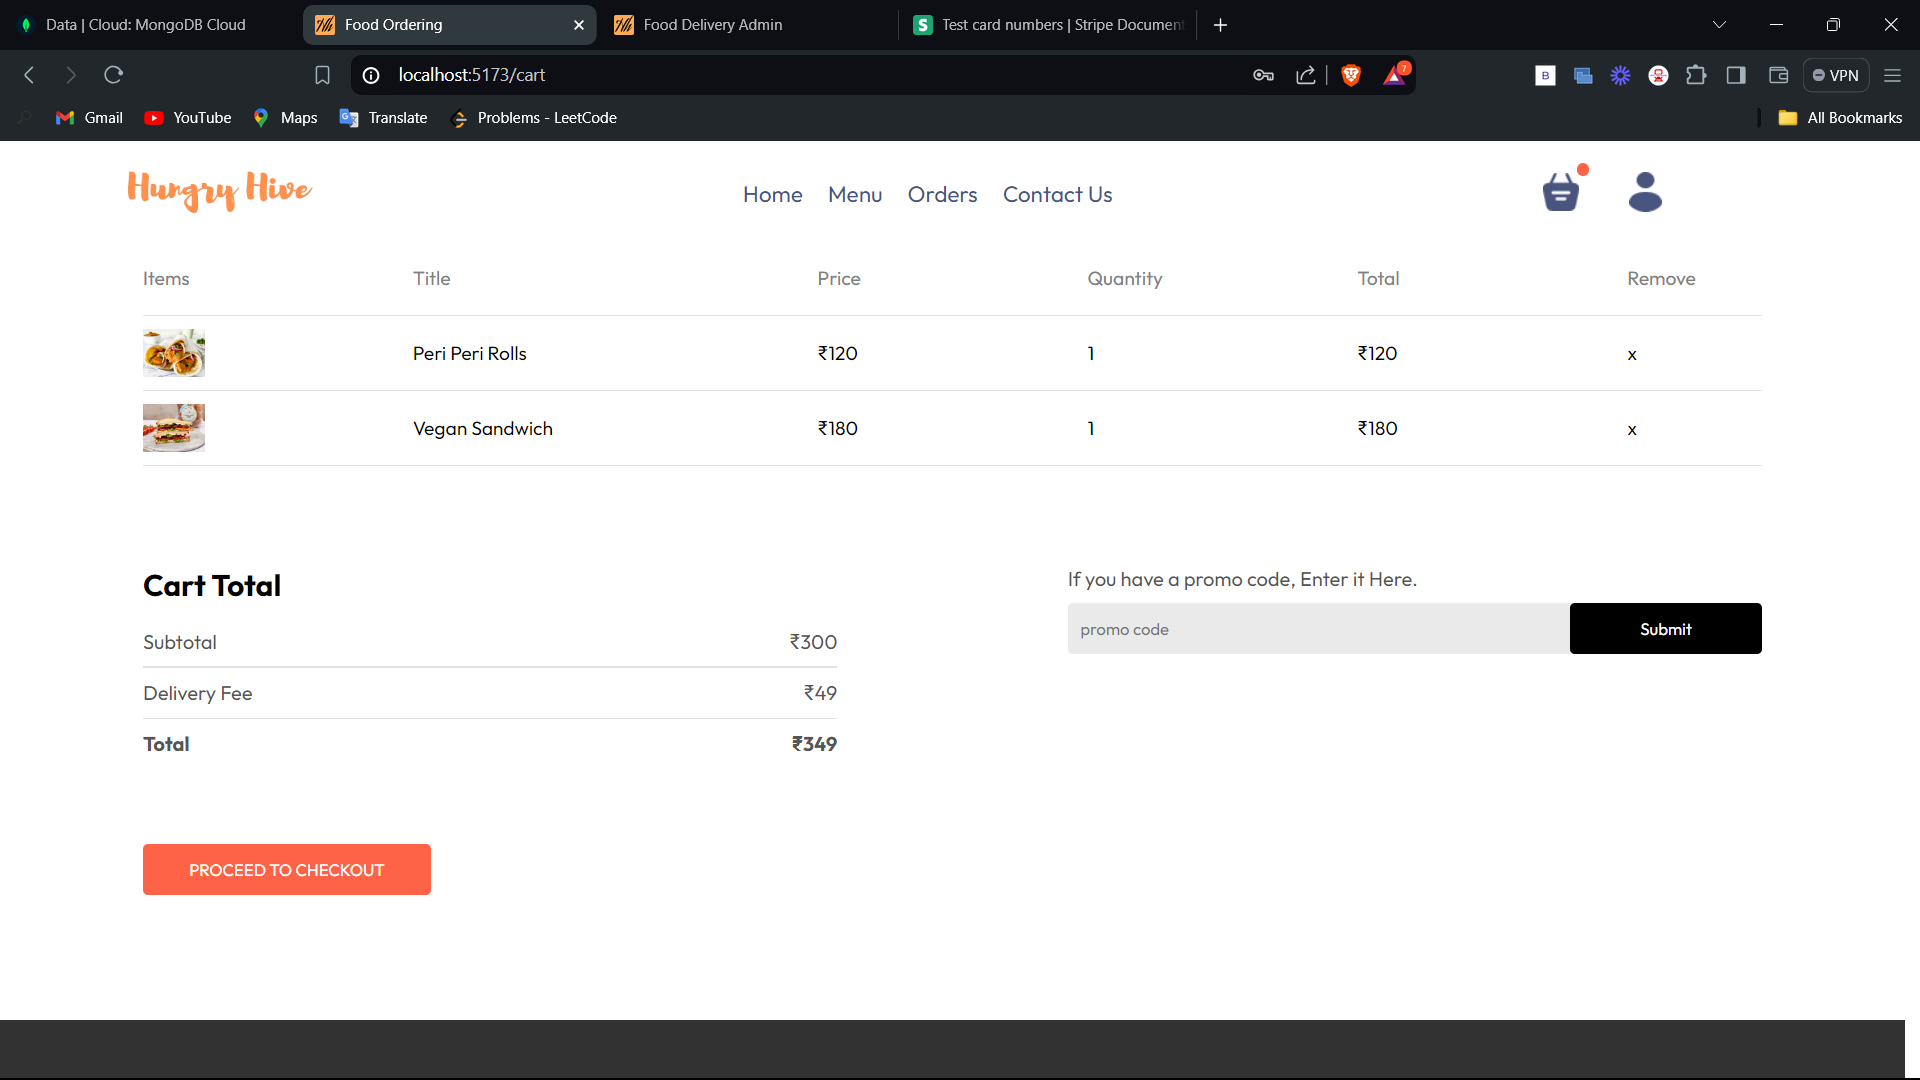 Data | Cloud: MongoDB Cloud
Food Ordering
Food Delivery Admin
Test card numbers | Stripe Document
localhost:5173/cart
7
B
VPN
Gmail
YouTube
Maps
Translate
Problems - LeetCode
All Bookmarks
Hungry Hive
Home
Menu
Orders
Contact Us
Items Title Price Quantity Total Remove
Peri Peri Rolls ₹120 1 ₹120 x
Vegan Sandwich ₹180 1 ₹180 x
Cart Total
Subtotal ₹300
Delivery Fee ₹49
Total ₹349
PROCEED TO CHECKOUT
If you have a promo code, Enter it Here.
promo code
Submit